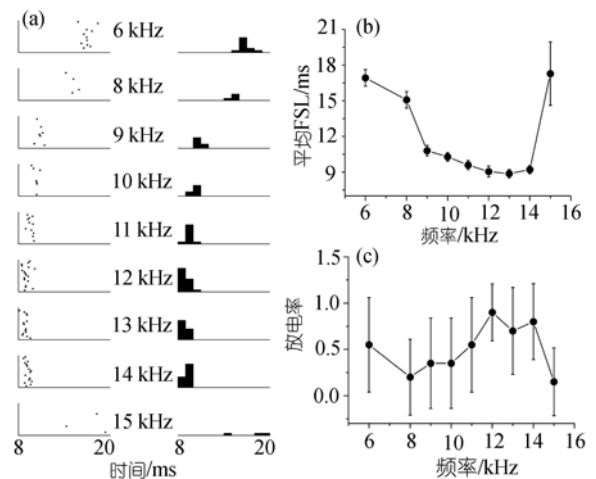 (a)
6 kHz
8 kHz
9 kHz
10 kHz
11 kHz
12 kHz
13 kHz
14 kHz
15 kHz
8 20 8 20
时间/ms
(b)
21
18
15
12
9
平均FSL/ms
6 8 10 12 14 16
频率/kHz
(c)
1.5
1.0
0.5
0.0
放电率
6 8 10 12 14 16
频率/kHz